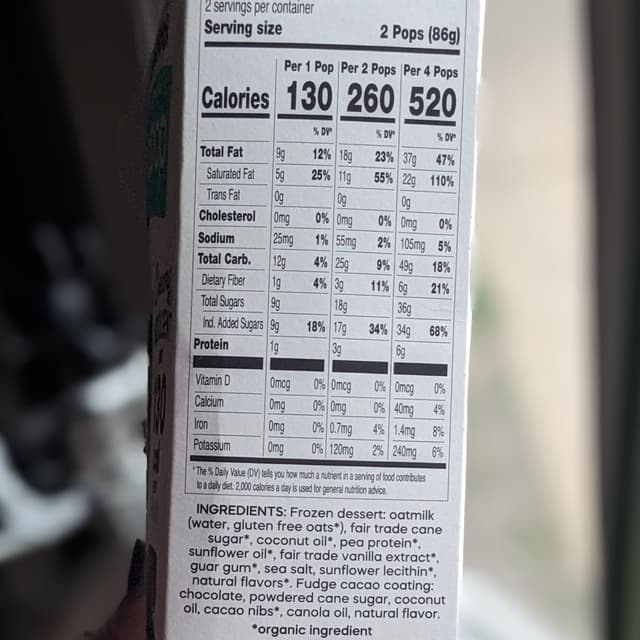 2 servings per container
Serving size 2 Pops (86g)
Per 1 Pop Per 2 Pops Per 4 Pops
Calories 130 260 520
% DV* % DV* % DV*
Total Fat 9g 12% 18g 23% 37g 47%
Saturated Fat 5g 25% 11g 55% 22g 110%
Trans Fat 0g 0g 0g
Cholesterol 0mg 0% 0mg 0% 0mg 0%
Sodium 25mg 1% 55mg 2% 105mg 5%
Total Carb. 12g 4% 25g 9% 49g 18%
Dietary Fiber 1g 4% 3g 11% 6g 21%
Total Sugars 9g 18g 36g
Incl. Added Sugars 9g 18% 17g 34% 34g 68%
Protein 1g 3g 6g
Vitamin D 0mcg 0% 0mcg 0% 0mcg 0%
Calcium 0mg 0% 0mg 0% 40mg 4%
Iron 0mg 0% 0.7mg 4% 1.4mg 8%
Potassium 0mg 0% 120mg 2% 240mg 6%
*The % Daily Value (DV) tells you how much a nutrient in a serving of food contributes
to a daily diet. 2,000 calories a day is used for general nutrition advice.
INGREDIENTS: Frozen dessert: oatmilk
(water, gluten free oats*), fair trade cane
sugar*, coconut oil*, pea protein*,
sunflower oil*, fair trade vanilla extract*,
guar gum*, sea salt, sunflower lecithin*,
natural flavors*. Fudge cacao coating:
chocolate, powdered cane sugar, coconut
oil, cacao nibs*, canola oil, natural flavor.
*organic ingredient